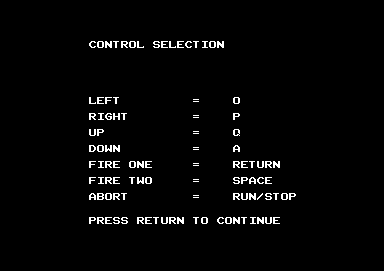 CONTROL SELECTION
LEFT = O
RIGHT = P
UP = Q
DOWN = A
FIRE ONE = RETURN
FIRE TWO = SPACE
ABORT = RUN/STOP
PRESS RETURN TO CONTINUE